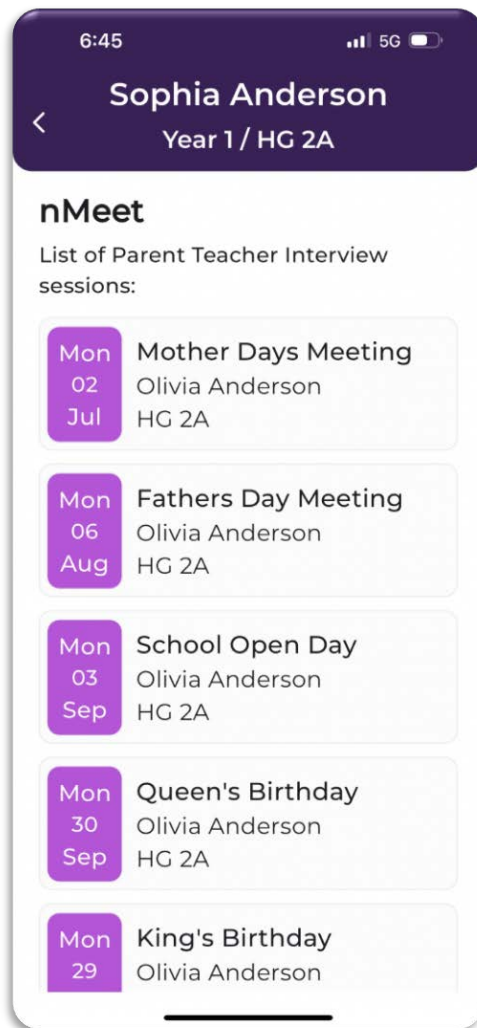 6:45 5G
Sophia Anderson
Year 1 / HG 2A
nMeet
List of Parent Teacher Interview
sessions:
Mon
02
Jul
Mother Days Meeting
Olivia Anderson
HG 2A
Mon
06
Aug
Fathers Day Meeting
Olivia Anderson
HG 2A
Mon
03
Sep
School Open Day
Olivia Anderson
HG 2A
Mon
30
Sep
Queen's Birthday
Olivia Anderson
HG 2A
Mon
29
King's Birthday
Olivia Anderson